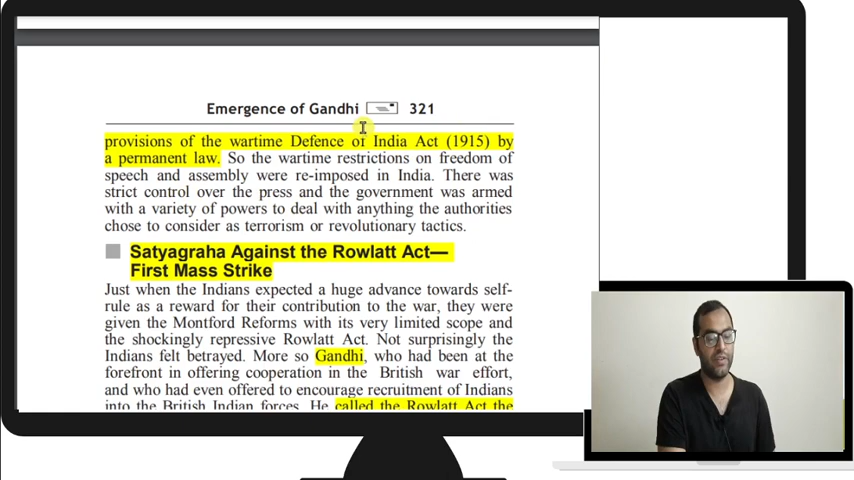 Emergence of Gandhi 321
provisions of the wartime Defence of India Act (1915) by
a permanent law. So the wartime restrictions on freedom of
speech and assembly were re-imposed in India. There was
strict control over the press and the government was armed
with a variety of powers to deal with anything the authorities
chose to consider as terrorism or revolutionary tactics.
Satyagraha Against the Rowlatt Act—
First Mass Strike
Just when the Indians expected a huge advance towards self-
rule as a reward for their contribution to the war, they were
given the Montford Reforms with its very limited scope and
the shockingly repressive Rowlatt Act. Not surprisingly the
Indians felt betrayed. More so Gandhi, who had been at the
forefront in offering cooperation in the British war effort,
and who had even offered to encourage recruitment of Indians
into the British Indian forces. He called the Rowlatt Act the